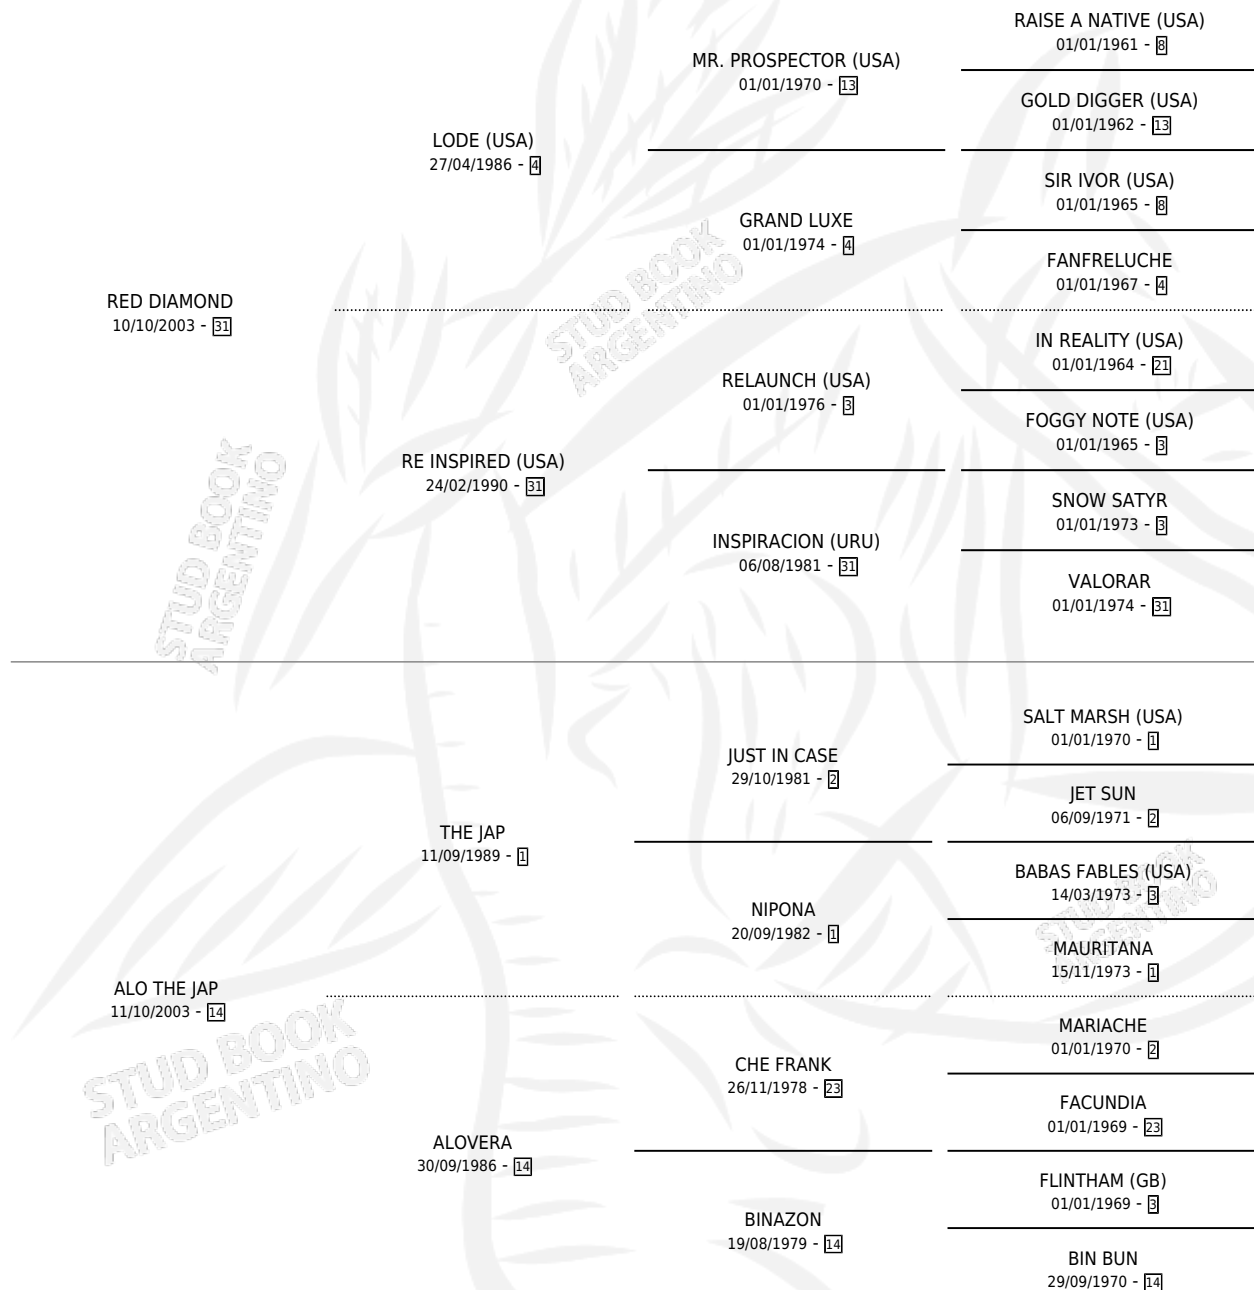 RAISE A NATIVE (USA)
01/01/1961 - 8
MR. PROSPECTOR (USA)
01/01/1970 - 13
GOLD DIGGER (USA)
01/01/1962 - 13
LODE (USA)
27/04/1986 - 4
SIR IVOR (USA)
01/01/1965 - 8
GRAND LUXE
01/01/1974 - 4
FANFRELUCHE
01/01/1967 - 4
RED DIAMOND
10/10/2003 - 31
STUD BOOK
ARGENTINO
IN REALITY (USA)
01/01/1964 - 21
RELAUNCH (USA)
01/01/1976 - 3
FOGGY NOTE (USA)
01/01/1965 - 3
RE INSPIRED (USA)
24/02/1990 - 31
SNOW SATYR
01/01/1973 - 3
INSPIRACION (URU)
06/08/1981 - 31
VALORAR
01/01/1974 - 31
STUD BOOK
ARGENTINO
SALT MARSH (USA)
01/01/1970 - 1
JUST IN CASE
29/10/1981 - 2
JET SUN
06/09/1971 - 2
THE JAP
11/09/1989 - 1
BABAS FABLES (USA)
14/03/1973 - 3
NIPONA
20/09/1982 - 1
MAURITANA
15/11/1973 - 1
STUD BOOK
ARGENTINO
ALO THE JAP
11/10/2003 - 14
STUD BOOK
ARGENTINO
MARIACHE
01/01/1970 - 2
CHE FRANK
26/11/1978 - 23
FACUNDIA
01/01/1969 - 23
ALOVERA
30/09/1986 - 14
FLINTHAM (GB)
01/01/1969 - 3
BINAZON
19/08/1979 - 14
BIN BUN
29/09/1970 - 14